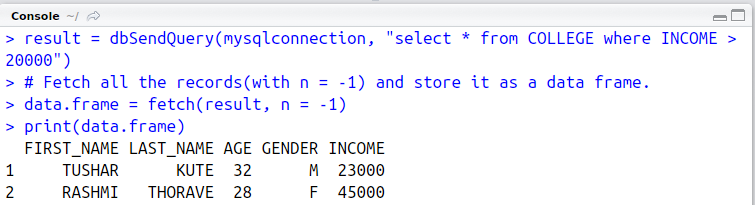 Console ~/
> result = dbSendQuery(mysqlconnection, "select * from COLLEGE where INCOME >
20000")
> # Fetch all the records(with n = -1) and store it as a data frame.
> data.frame = fetch(result, n = -1)
> print(data.frame)
  FIRST_NAME LAST_NAME AGE GENDER INCOME
1     TUSHAR      KUTE  32      M  23000
2     RASHMI   THORAVE  28      F  45000